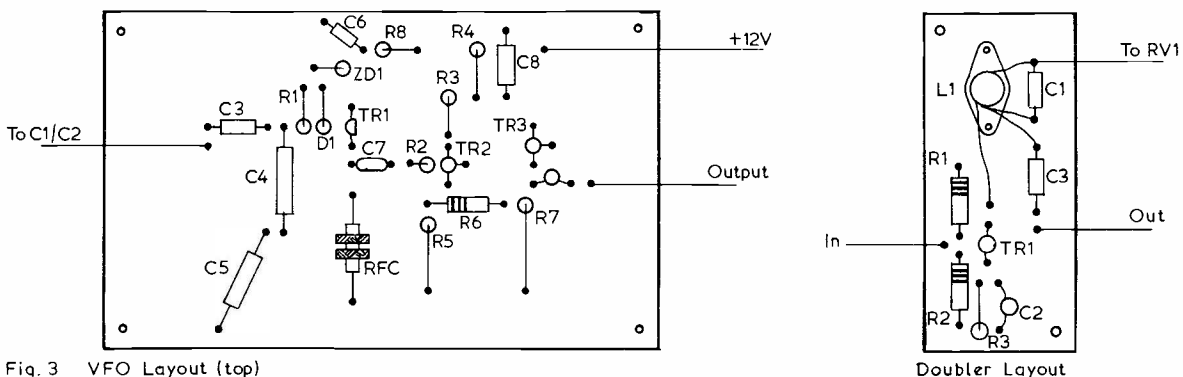 C6
R8
R4
+12V
C8
ZD1
R3
R1
TR1
C3
D1
To C1/C2
TR3
R2
TR2
C7
C4
Output
R6
R7
R5
C5
RFC
Fig. 3 VFO Layout (top)
To RV1
L1
C1
R1
C3
Out
In
TR1
R2
C2
R3
Doubler Layout